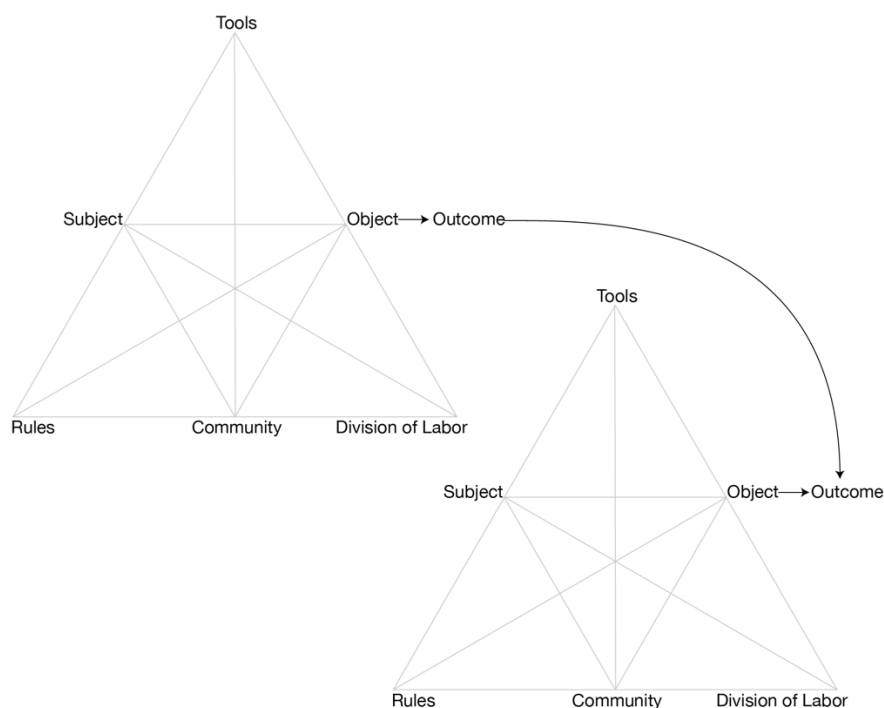 Tools
Subject
Object
Outcome
Rules
Community
Division of Labor
Tools
Subject
Object
Outcome
Rules
Community
Division of Labor